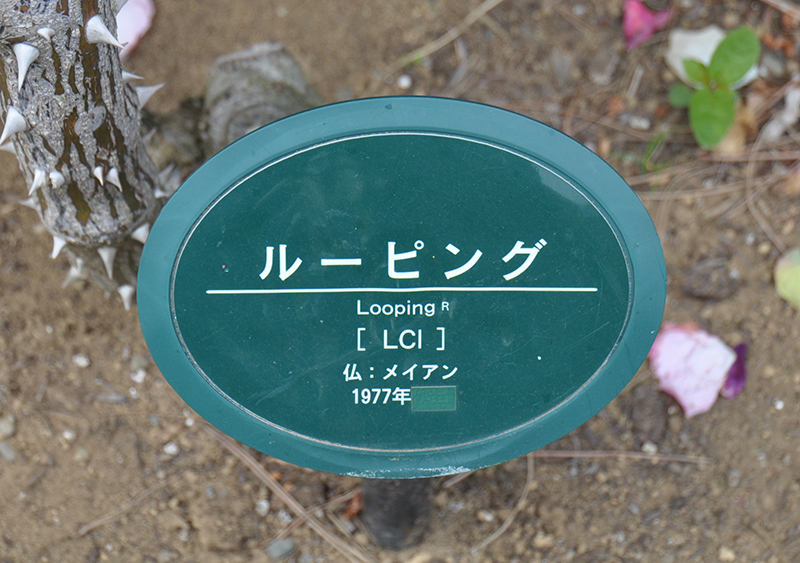 ルーピング
Looping R
[ LCl ]
仏：メイアン
1977年